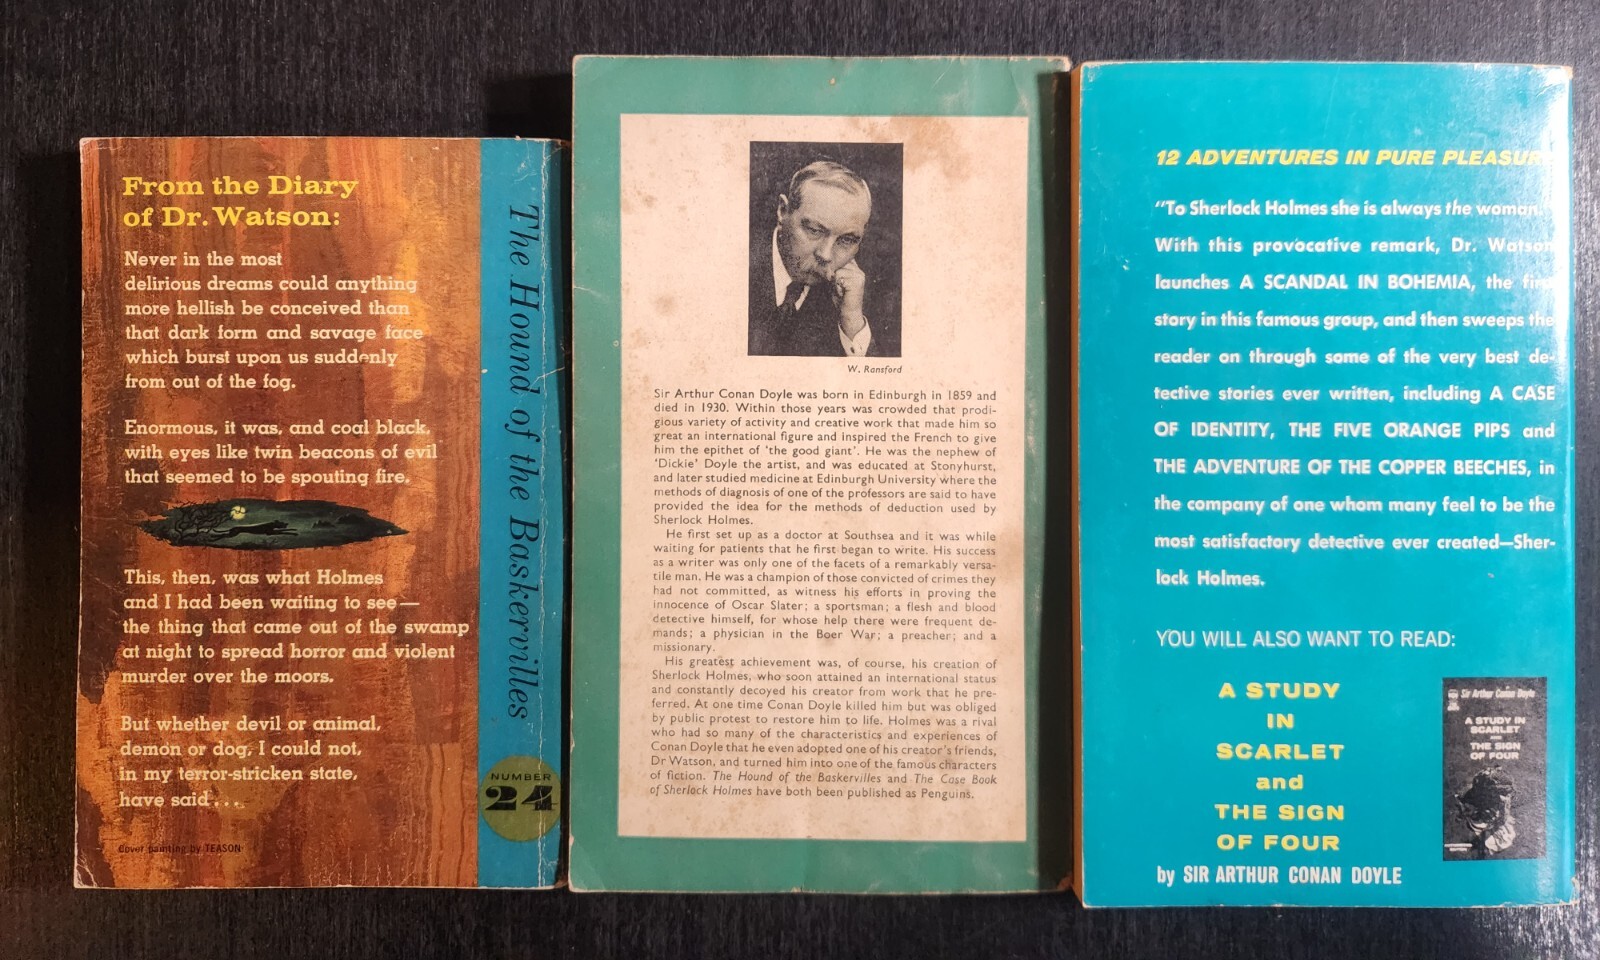 From the Diary
of Dr. Watson:
Never in the most
delirious dreams could anything
more hellish be conceived than
that dark form and savage face
which burst upon us suddenly
from out of the fog.
Enormous, it was, and coal black,
with eyes like twin beacons of evil
that seemed to be spouting fire.
This, then, was what Holmes
and I had been waiting to see—
the thing that came out of the swamp
at night to spread horror and violent
murder over the moors.
But whether devil or animal,
demon or dog, I could not,
in my terror-stricken state,
have said . . .
Cover painting by TEASON
The Hound of the Baskervilles
NUMBER
24
W. Ransford
Sir Arthur Conan Doyle was born in Edinburgh in 1859 and
died in 1930. Within those years was crowded that prodi-
gious variety of activity and creative work that made him so
great an international figure and inspired the French to give
him the epithet of 'the good giant'. He was the nephew of
'Dickie' Doyle the artist, and was educated at Stonyhurst,
and later studied medicine at Edinburgh University where the
methods of diagnosis of one of the professors are said to have
provided the idea for the methods of deduction used by
Sherlock Holmes.
He first set up as a doctor at Southsea and it was while
waiting for patients that he first began to write. His success
as a writer was only one of the facets of a remarkably versa-
tile man. He was a champion of those convicted of crimes they
had not committed, as witness his efforts in proving the
innocence of Oscar Slater; a sportsman; a flesh and blood
detective himself, for whose help there were frequent de-
mands; a physician in the Boer War; a preacher; and a
missionary.
His greatest achievement was, of course, his creation of
Sherlock Holmes, who soon attained an international status
and constantly decoyed his creator from work that he pre-
ferred. At one time Conan Doyle killed him but was obliged
by public protest to restore him to life. Holmes was a rival
who had so many of the characteristics and experiences of
Conan Doyle that he even adopted one of his creator's friends,
Dr Watson, and turned him into one of the famous characters
of fiction. The Hound of the Baskervilles and The Case Book
of Sherlock Holmes have both been published as Penguins.
12 ADVENTURES IN PURE PLEASURE
"To Sherlock Holmes she is always the woman."
With this provocative remark, Dr. Watson
launches A SCANDAL IN BOHEMIA, the first
story in this famous group, and then sweeps the
reader on through some of the very best de-
tective stories ever written, including A CASE
OF IDENTITY, THE FIVE ORANGE PIPS and
THE ADVENTURE OF THE COPPER BEECHES, in
the company of one whom many feel to be the
most satisfactory detective ever created—Sher-
lock Holmes.
YOU WILL ALSO WANT TO READ:
A STUDY
IN
SCARLET
and
THE SIGN
OF FOUR
by SIR ARTHUR CONAN DOYLE
Sir Arthur Conan Doyle
A STUDY IN
SCARLET
THE SIGN
OF FOUR